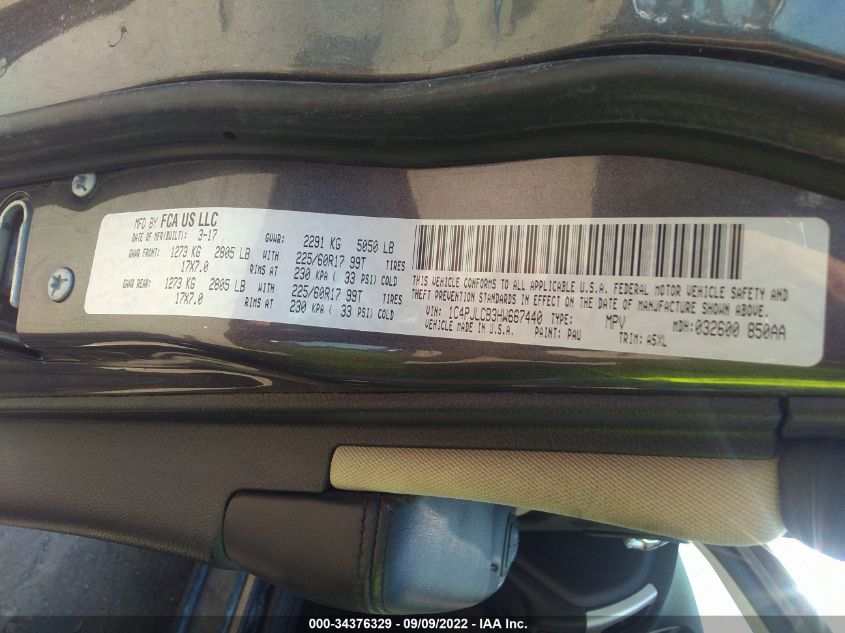 MFD BY FCA US LLC
DATE OF MFR(BUILT): 3-17 GVWR: 2291 KG 5050 LB
GAWR FRONT: 1273 KG 2805 LB WITH 225/60R17 99T TIRES
17X7.0 RIMS AT 230 KPA ( 33 PSI) COLD
GAWR REAR: 1273 KG 2805 LB WITH 225/60R17 99T TIRES
17X7.0 RIMS AT 230 KPA ( 33 PSI) COLD
THIS VEHICLE CONFORMS TO ALL APPLICABLE U.S.A. FEDERAL MOTOR VEHICLE SAFETY AND
THEFT PREVENTION STANDARDS IN EFFECT ON THE DATE OF MANUFACTURE SHOWN ABOVE.
VIN: 1C4PJLCB3HW667440 TYPE: MPV MDH: 032600 850AA
VEHICLE MADE IN U.S.A. PAINT: PAU TRIM: A5XL
000-34376329 - 09/09/2022 - IAA Inc.